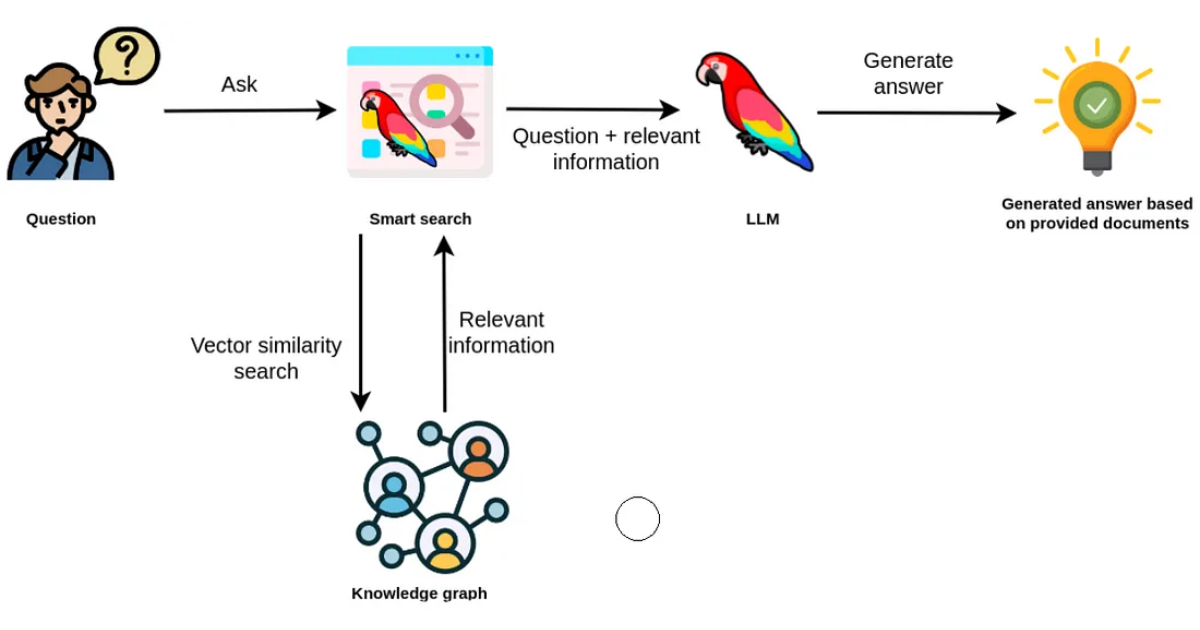 ?
Ask
Question + relevant
information
Generate
answer
Question
Smart search
LLM
Generated answer based
on provided documents
Vector similarity
search
Relevant
information
Knowledge graph